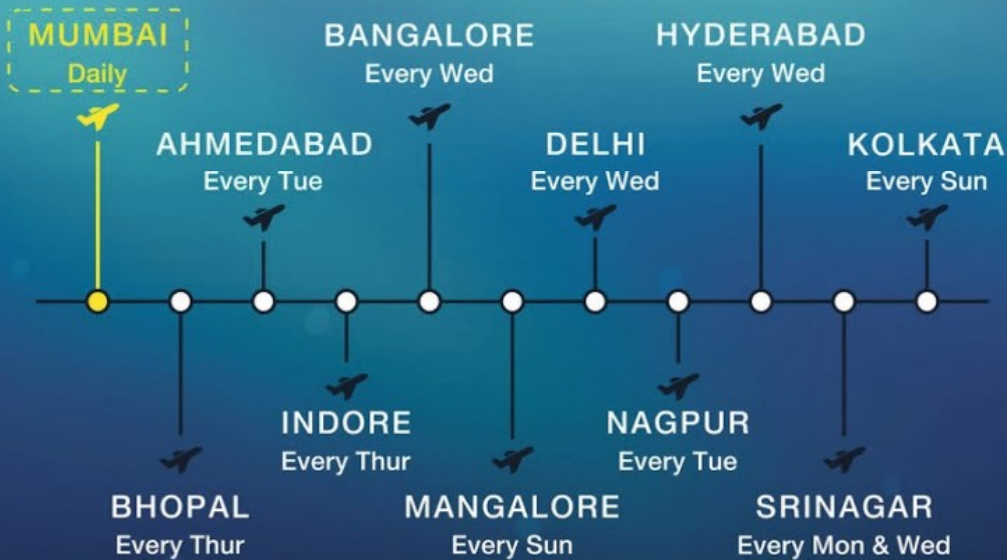 MUMBAI
Daily
BANGALORE
Every Wed
HYDERABAD
Every Wed
AHMEDABAD
Every Tue
DELHI
Every Wed
KOLKATA
Every Sun
INDORE
Every Thur
NAGPUR
Every Tue
BHOPAL
Every Thur
MANGALORE
Every Sun
SRINAGAR
Every Mon & Wed